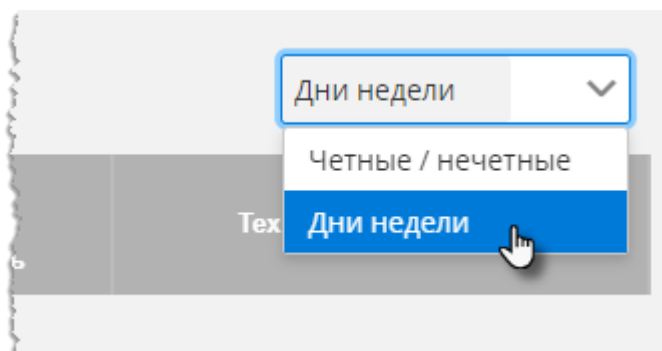 Дни недели
Четные / нечетные
Тех
Дни недели
ь